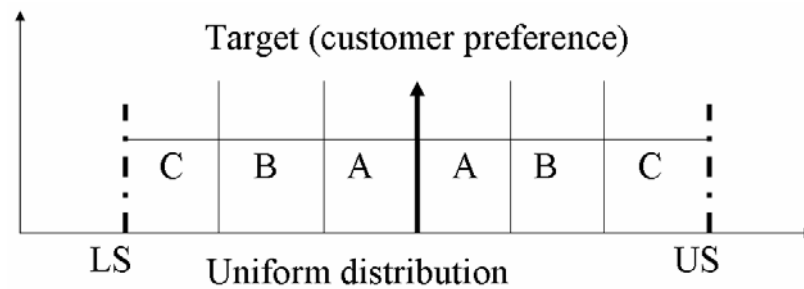 Target (customer preference)
C B A A B C
LS US
Uniform distribution